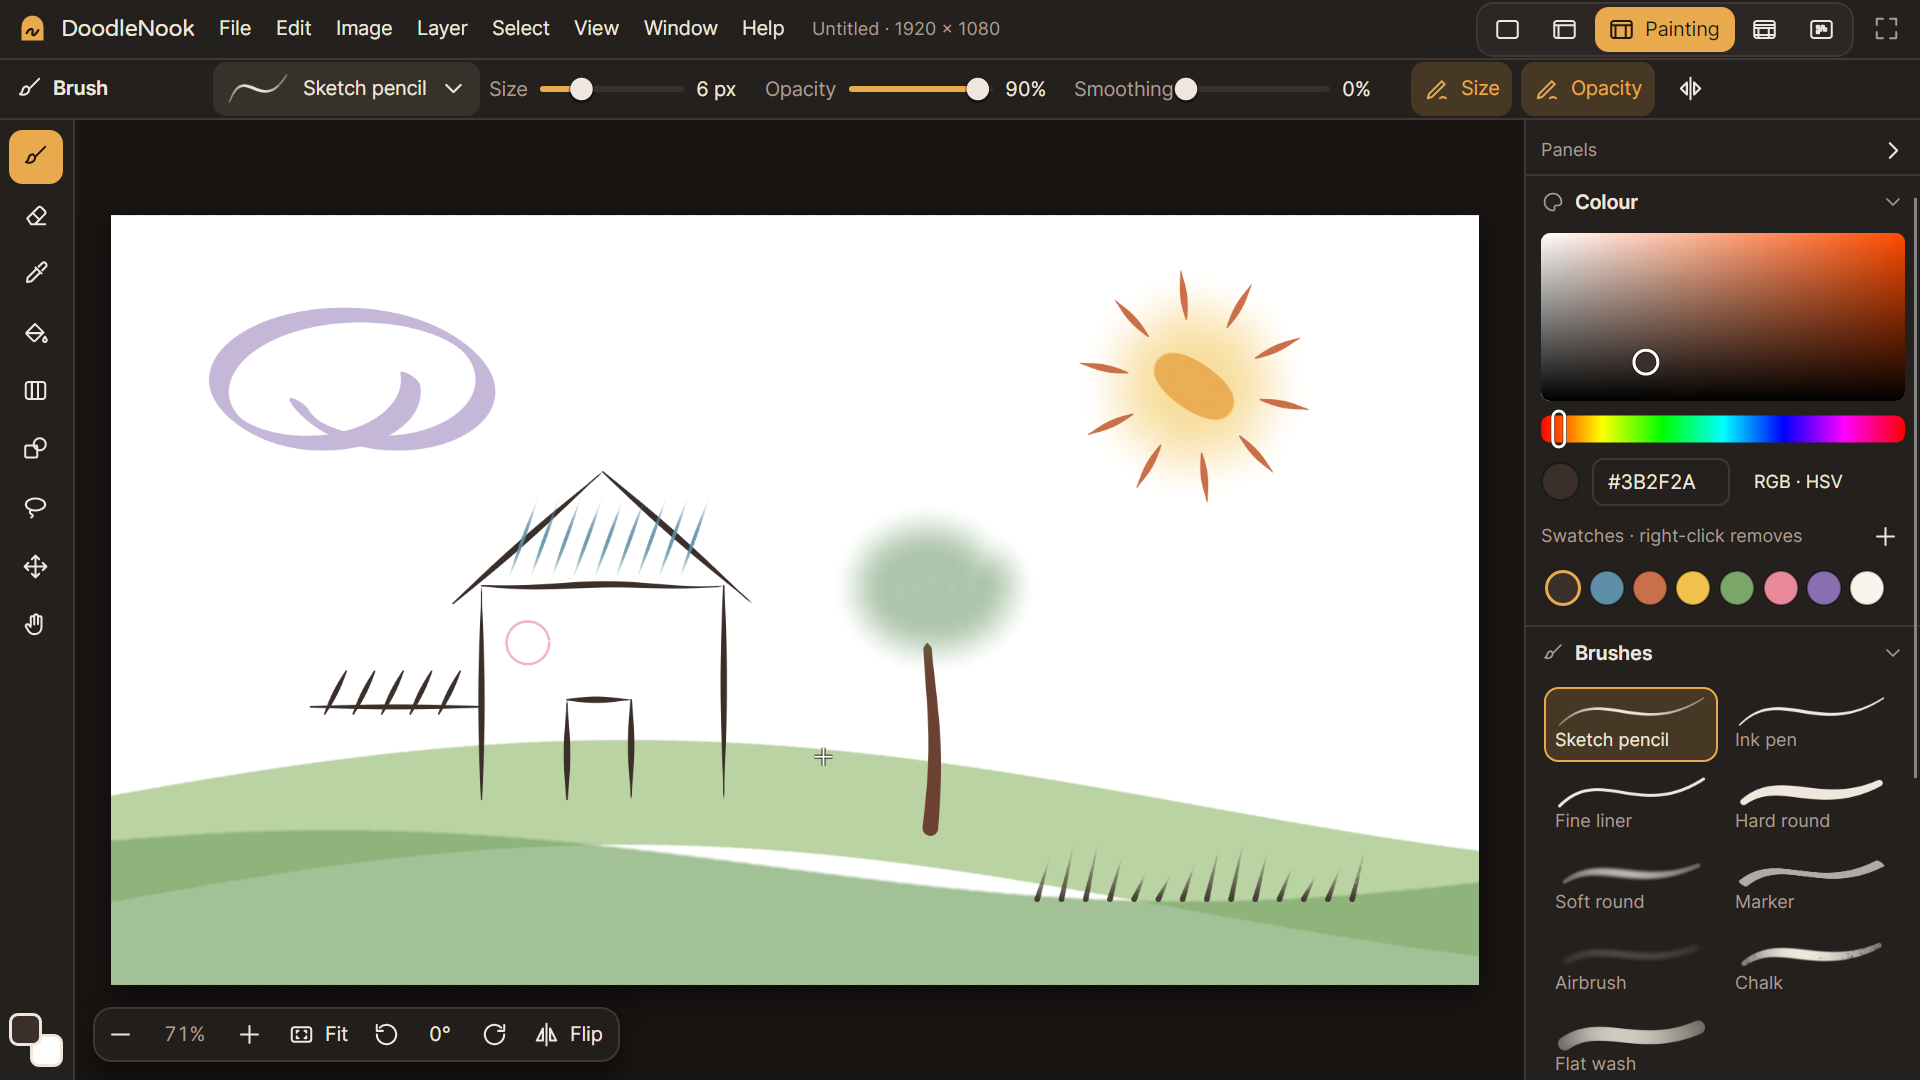 DoodleNook File Edit Image Layer Select View Window Help Untitled · 1920 × 1080 Painting
Brush Sketch pencil Size 6 px Opacity 90% Smoothing 0% Size Opacity
Panels
Colour
#3B2F2A RGB · HSV
Swatches · right-click removes
Brushes
Sketch pencil Ink pen
Fine liner Hard round
Soft round Marker
Airbrush Chalk
Flat wash
71% Fit 0° Flip